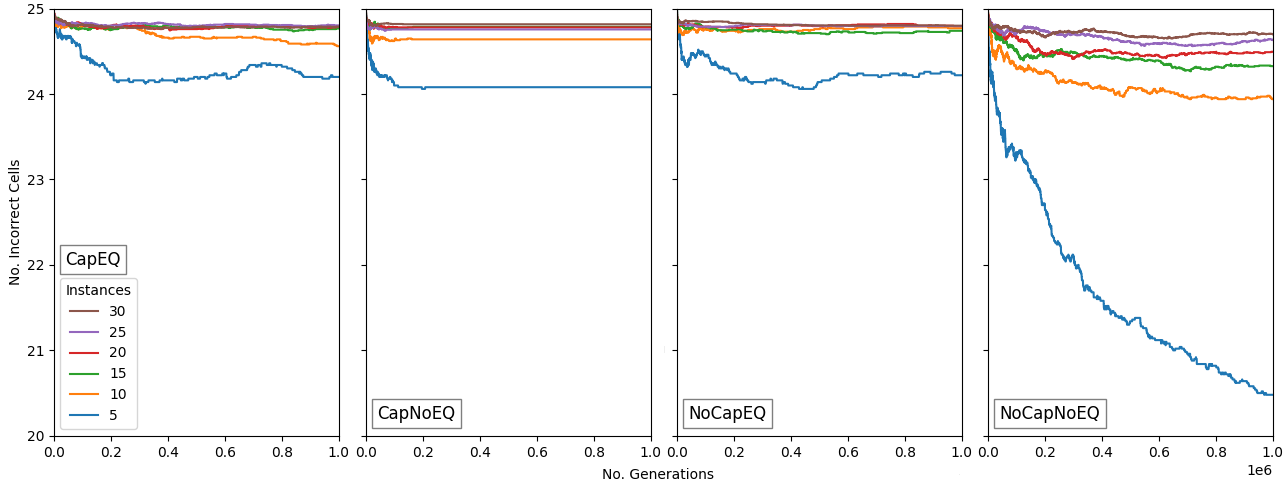 25
24
23
22
21
20
No. Incorrect Cells
CapEQ
Instances
30
25
20
15
10
5
0.0 0.2 0.4 0.6 0.8 1.0
CapNoEQ
0.0 0.2 0.4 0.6 0.8 1.0
NoCapEQ
0.0 0.2 0.4 0.6 0.8 1.0
NoCapNoEQ
0.0 0.2 0.4 0.6 0.8 1.0
1e6
No. Generations